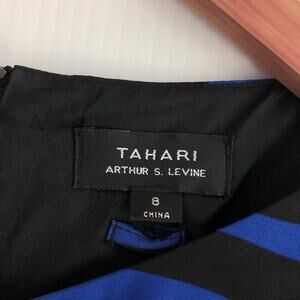 TAHARI
ARTHUR S. LEVINE
8
CHINA